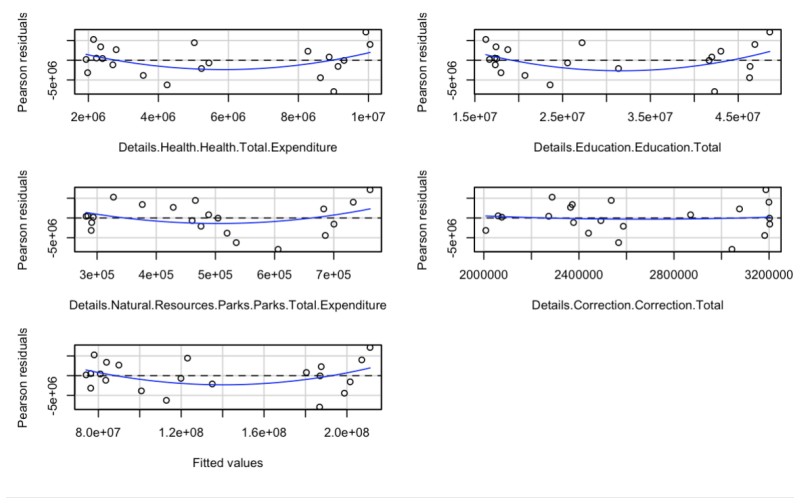 Pearson residuals
-5e+06
2e+06 4e+06 6e+06 8e+06 1e+07
Details.Health.Health.Total.Expenditure
Pearson residuals
-5e+06
1.5e+07 2.5e+07 3.5e+07 4.5e+07
Details.Education.Education.Total
Pearson residuals
-5e+06
3e+05 4e+05 5e+05 6e+05 7e+05
Details.Natural.Resources.Parks.Parks.Total.Expenditure
Pearson residuals
-5e+06
2000000 2400000 2800000 3200000
Details.Correction.Correction.Total
Pearson residuals
-5e+06
8.0e+07 1.2e+08 1.6e+08 2.0e+08
Fitted values